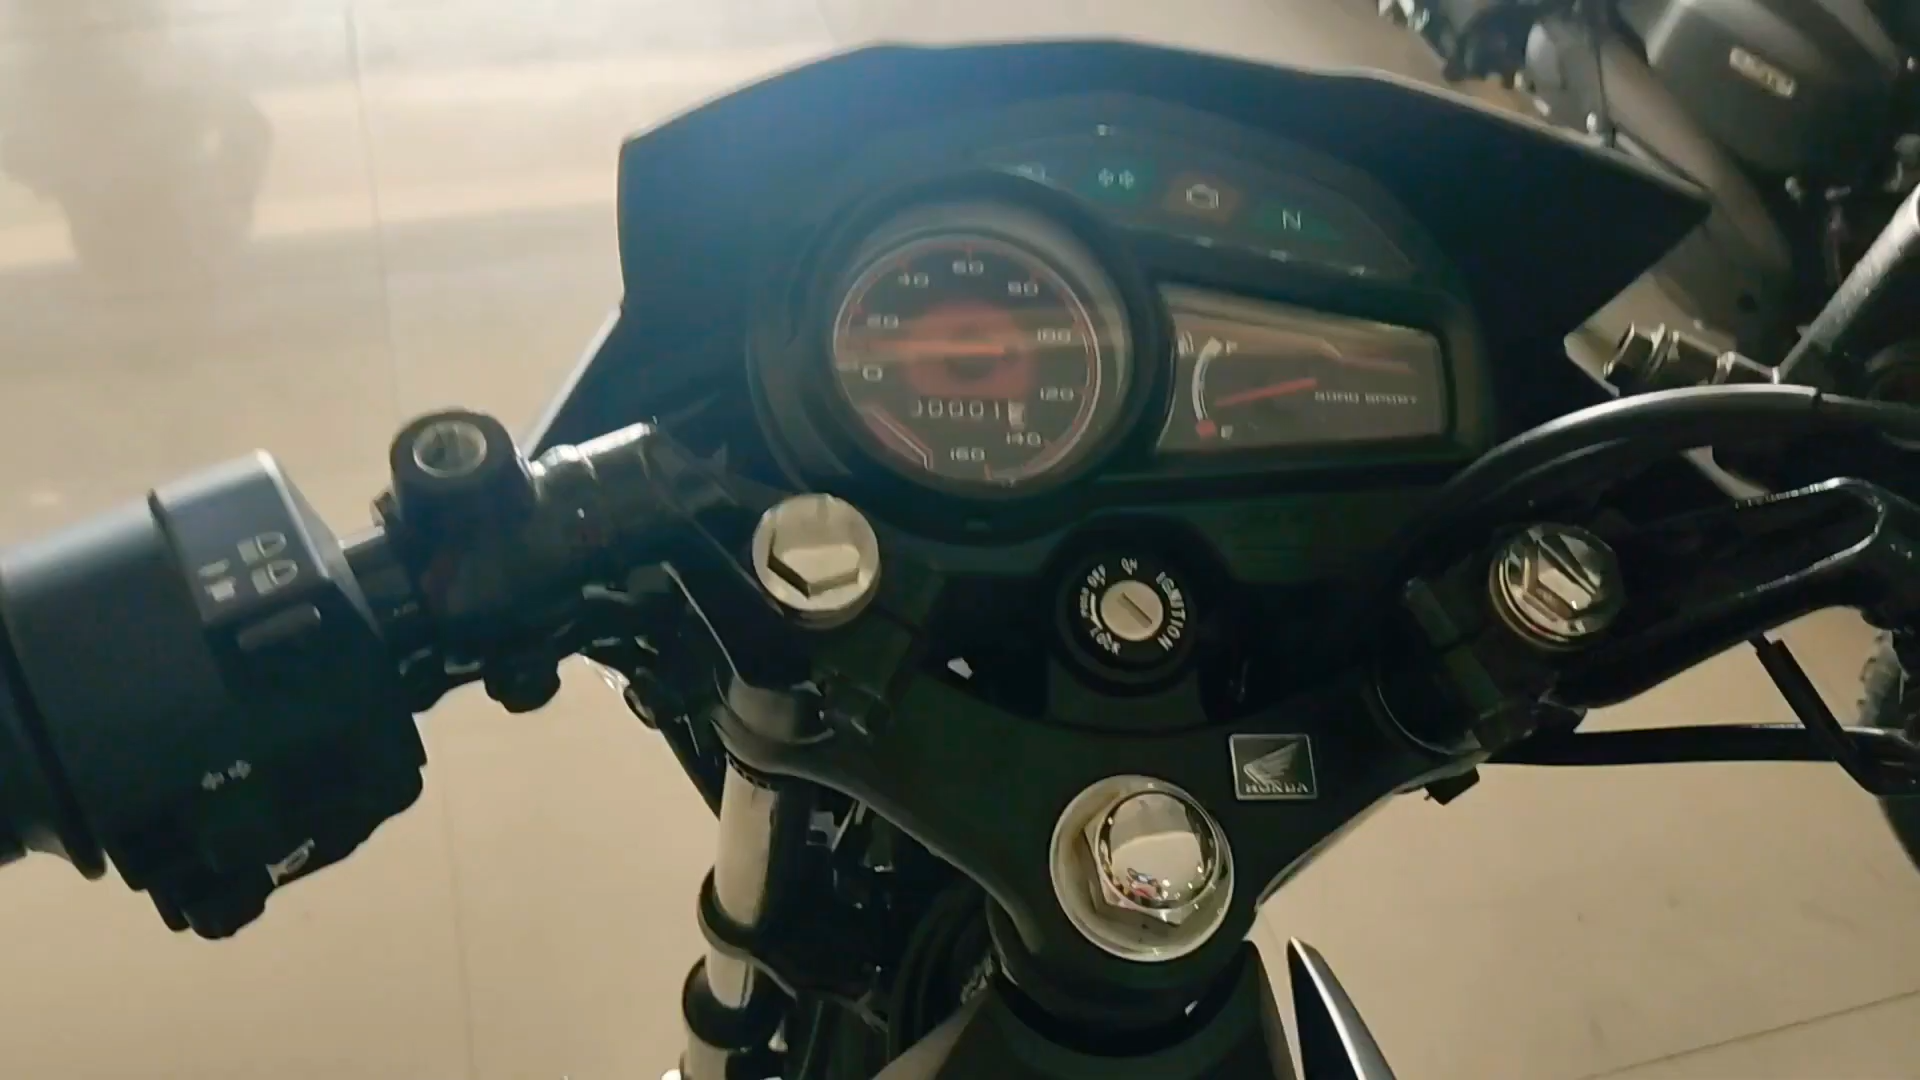 N
20
40
60
80
100
120
140
160
0
00001
F
E
ROAD SPORT
ON
OFF
IGNITION
HONDA